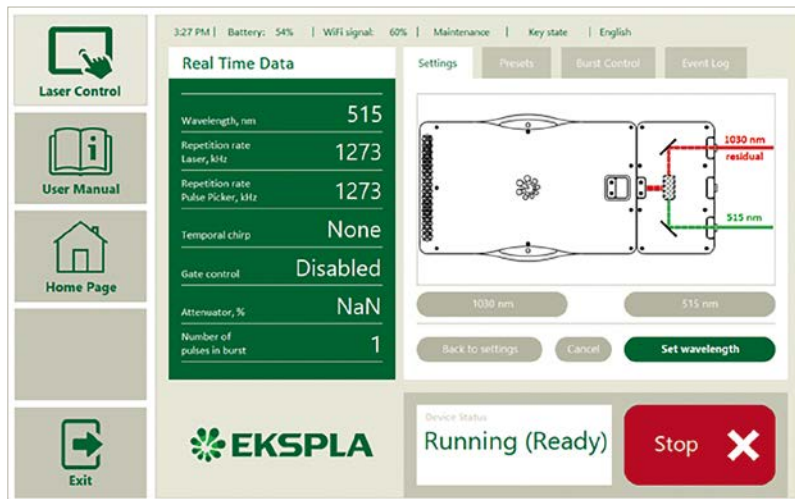 3:27 PM | Battery: 54% | WiFi signal: 60% | Maintenance | Key state | English
Laser Control
User Manual
Home Page
Exit
Real Time Data
Wavelength, nm 515
Repetition rate
Laser, kHz 1273
Repetition rate
Pulse Picker, kHz 1273
Temporal chirp None
Gate control Disabled
Attenuator, % NaN
Number of
pulses in burst 1
Settings Presets Burst Control Event Log
1030 nm
residual
515 nm
1030 nm 515 nm
Back to settings Cancel Set wavelength
EKSPLA
Device Status
Running (Ready)
Stop